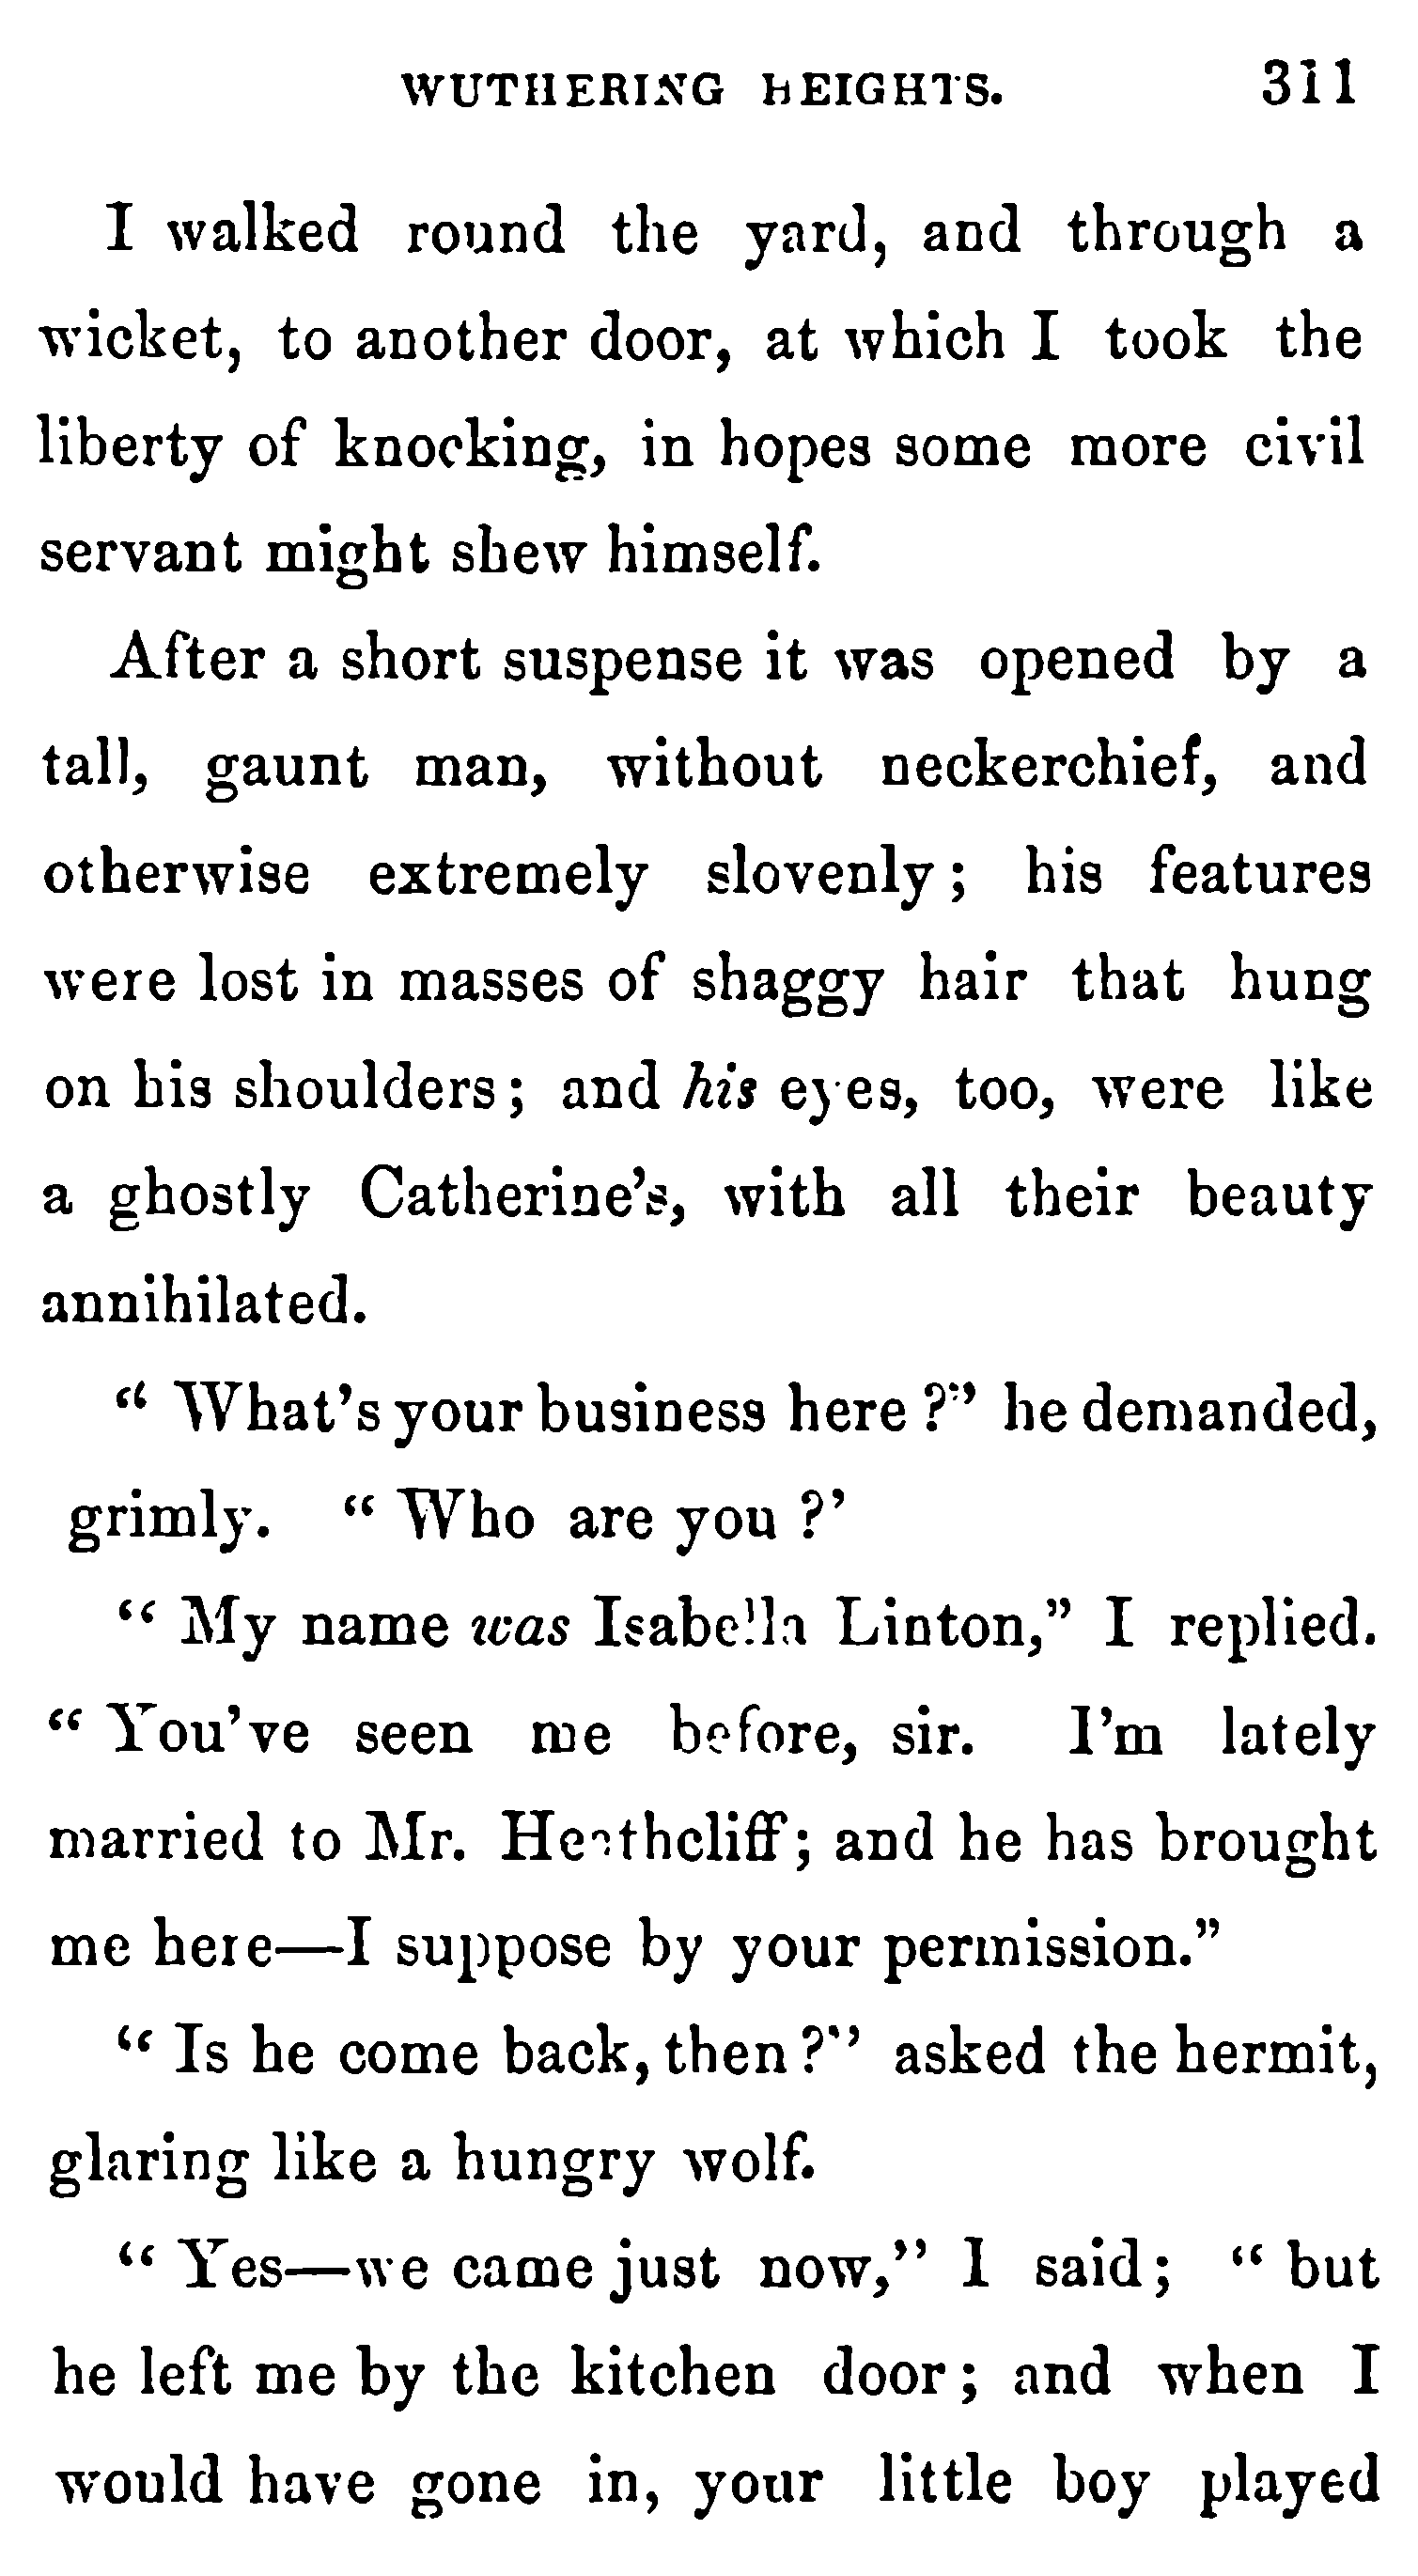 WUTHERING HEIGHTS. 311
I walked round the yard, and through a
wicket, to another door, at which I took the
liberty of knocking, in hopes some more civil
servant might shew himself.
After a short suspense it was opened by a
tall, gaunt man, without neckerchief, and
otherwise extremely slovenly; his features
were lost in masses of shaggy hair that hung
on his shoulders; and his eyes, too, were like
a ghostly Catherine's, with all their beauty
annihilated.
"What's your business here?" he demanded,
grimly. "Who are you?'
"My name was Isabella Linton," I replied.
"You've seen me before, sir. I'm lately
married to Mr. Heathcliff; and he has brought
me here—I suppose by your permission."
"Is he come back, then?" asked the hermit,
glaring like a hungry wolf.
"Yes—we came just now," I said; "but
he left me by the kitchen door; and when I
would have gone in, your little boy played